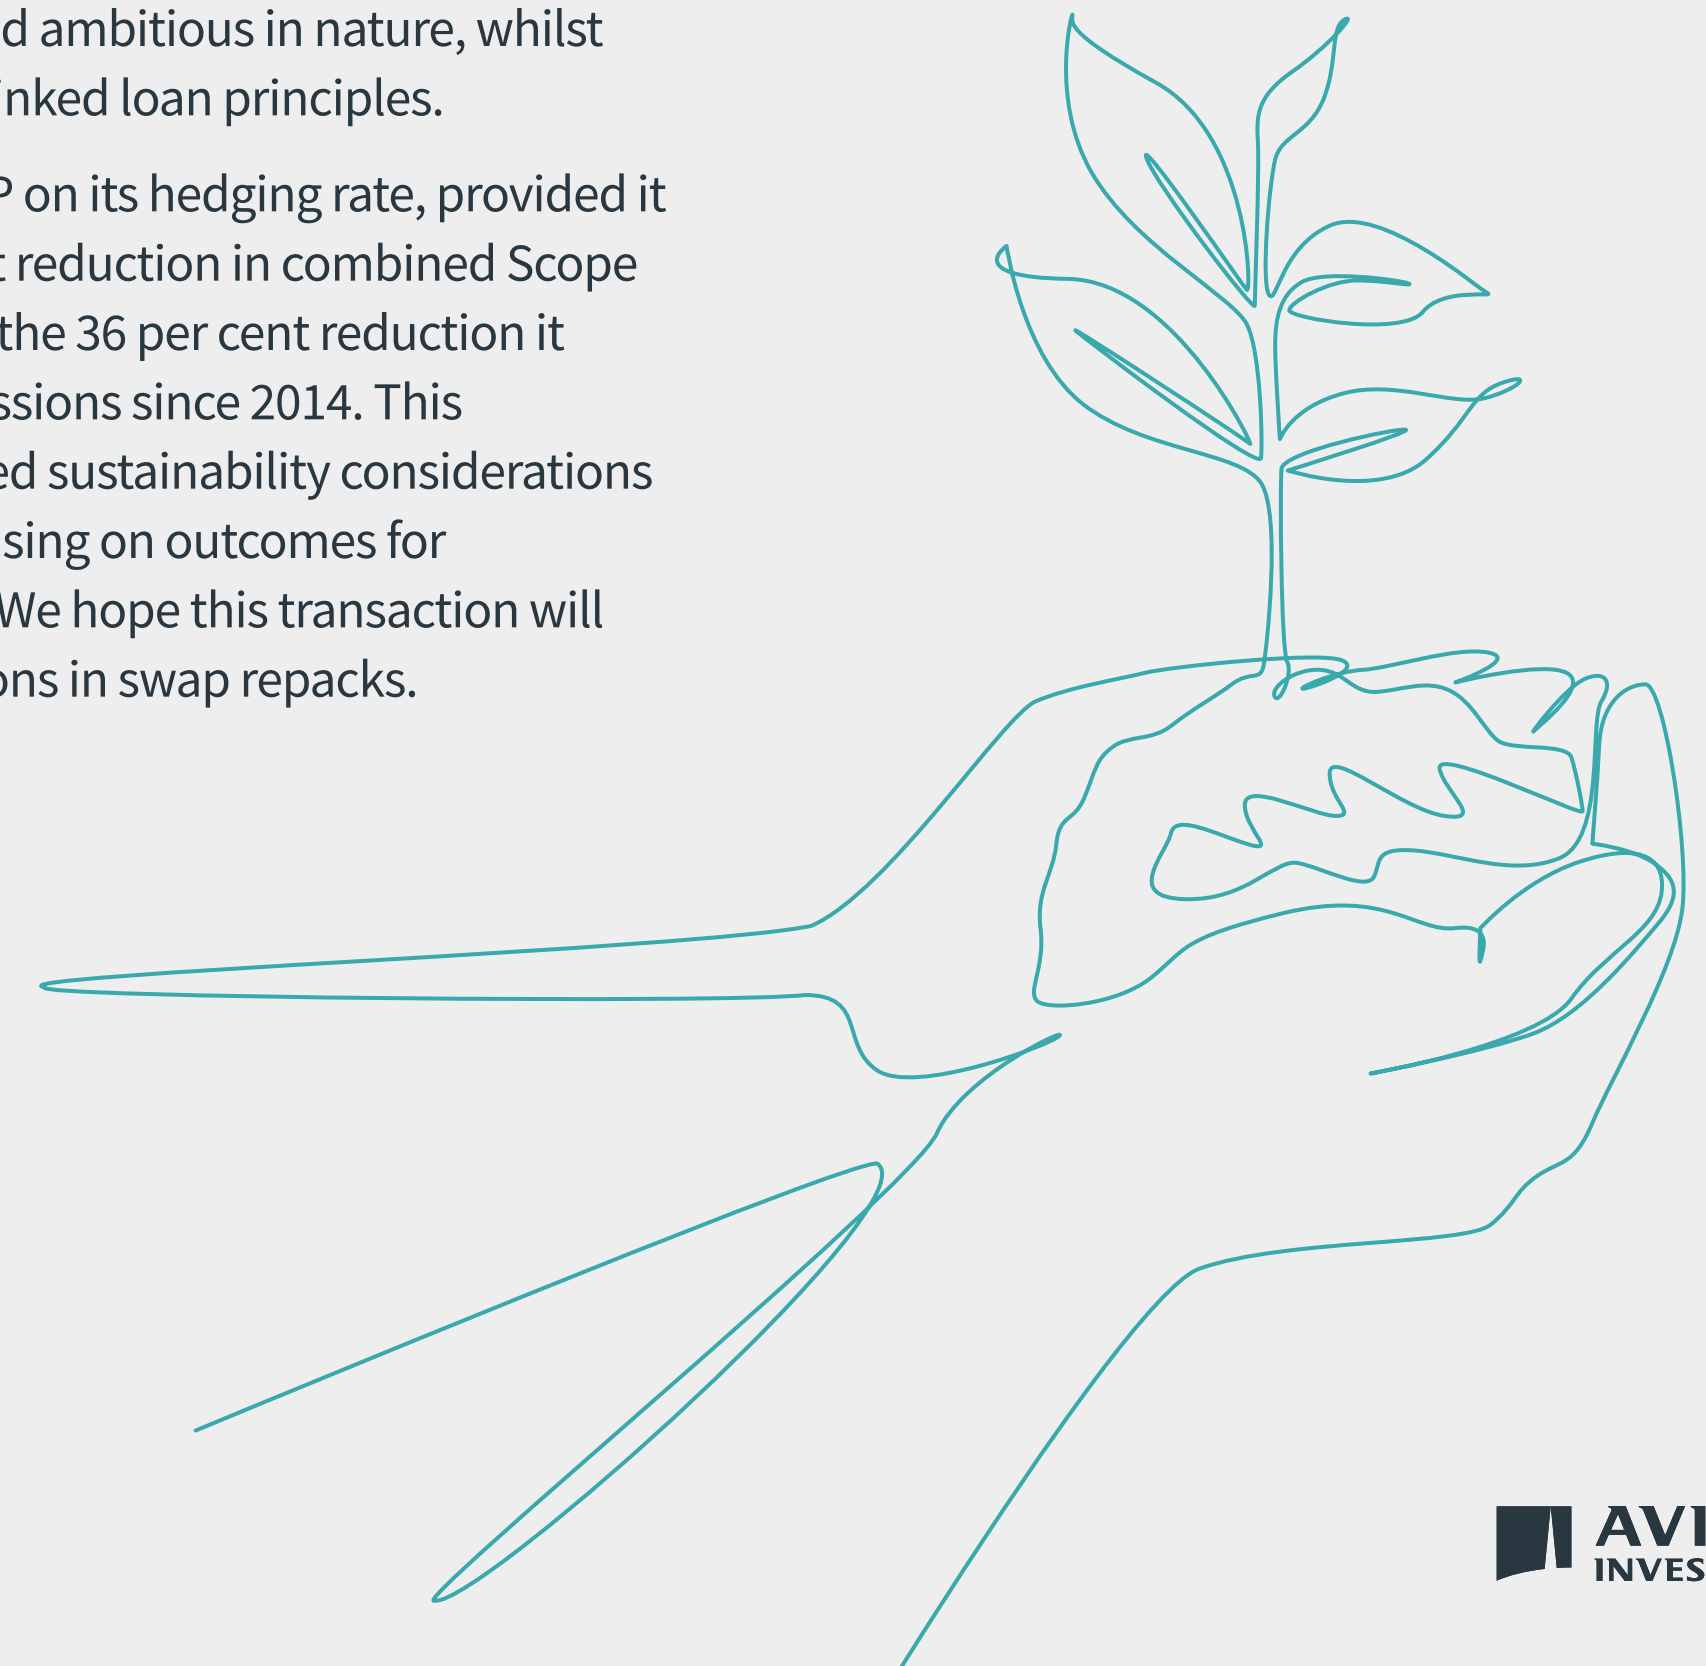 d ambitious in nature, whilst
inked loan principles.
P on its hedging rate, provided it
t reduction in combined Scope
the 36 per cent reduction it
ssions since 2014. This
ed sustainability considerations
sing on outcomes for
We hope this transaction will
ons in swap repacks.
AVI
INVES